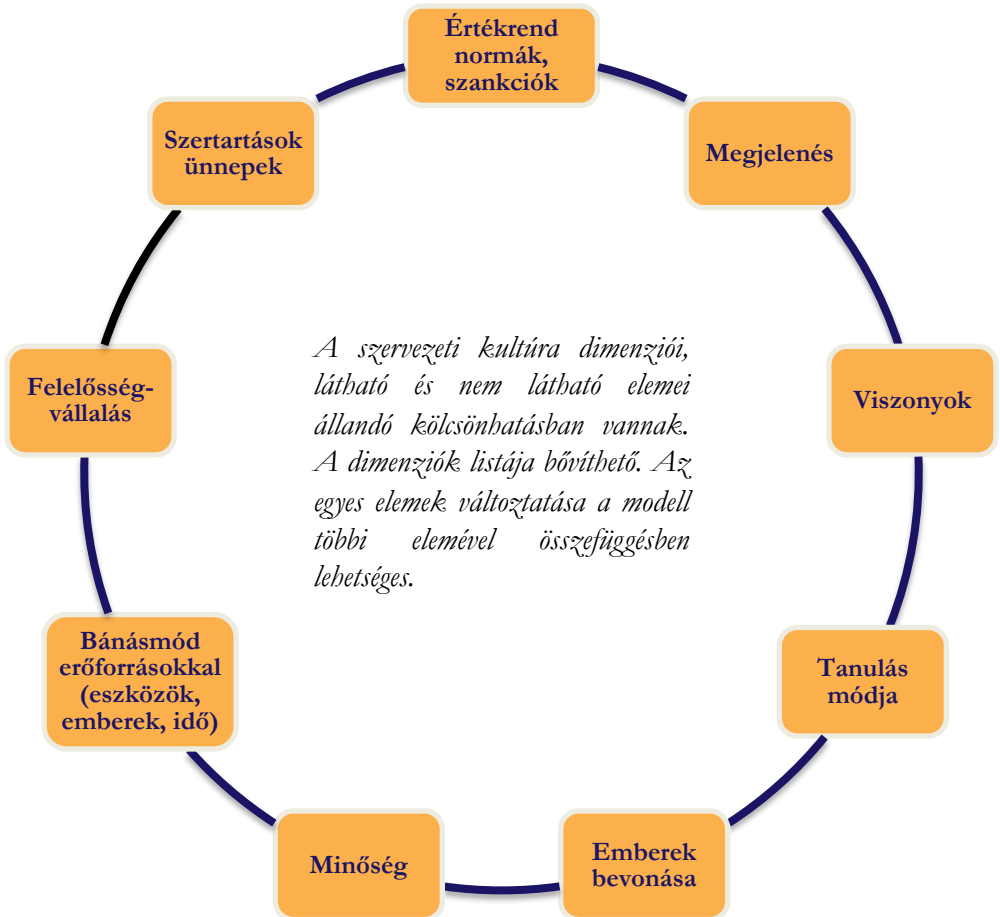 Értékrend
normák,
szankciók
Megjelenés
Viszonyok
Tanulás
módja
Emberek
bevonása
Minőség
Bánásmód
erőforrásokkal
(eszközök,
emberek, idő)
Felelősség-
vállalás
Szertartások
ünnepek
A szervezeti kultúra dimenziói,
látható és nem látható elemei
állandó kölcsönhatásban vannak.
A dimenziók listája bővíthető. Az
egyes elemek változtatása a modell
többi elemével összefüggésben
lehetséges.